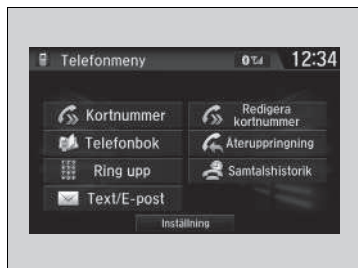 Telefonmeny 12:34
Kortnummer
Redigera
kortnummer
Telefonbok
Återuppringning
Ring upp
Samtalshistorik
Text/E-post
Inställning